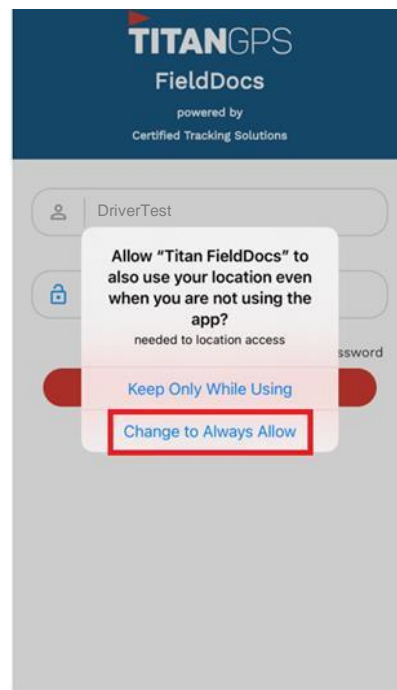 TITANGPS
FieldDocs
powered by
Certified Tracking Solutions
DriverTest
Allow “Titan FieldDocs” to
also use your location even
when you are not using the
app?
needed to location access
ssword
Keep Only While Using
Change to Always Allow